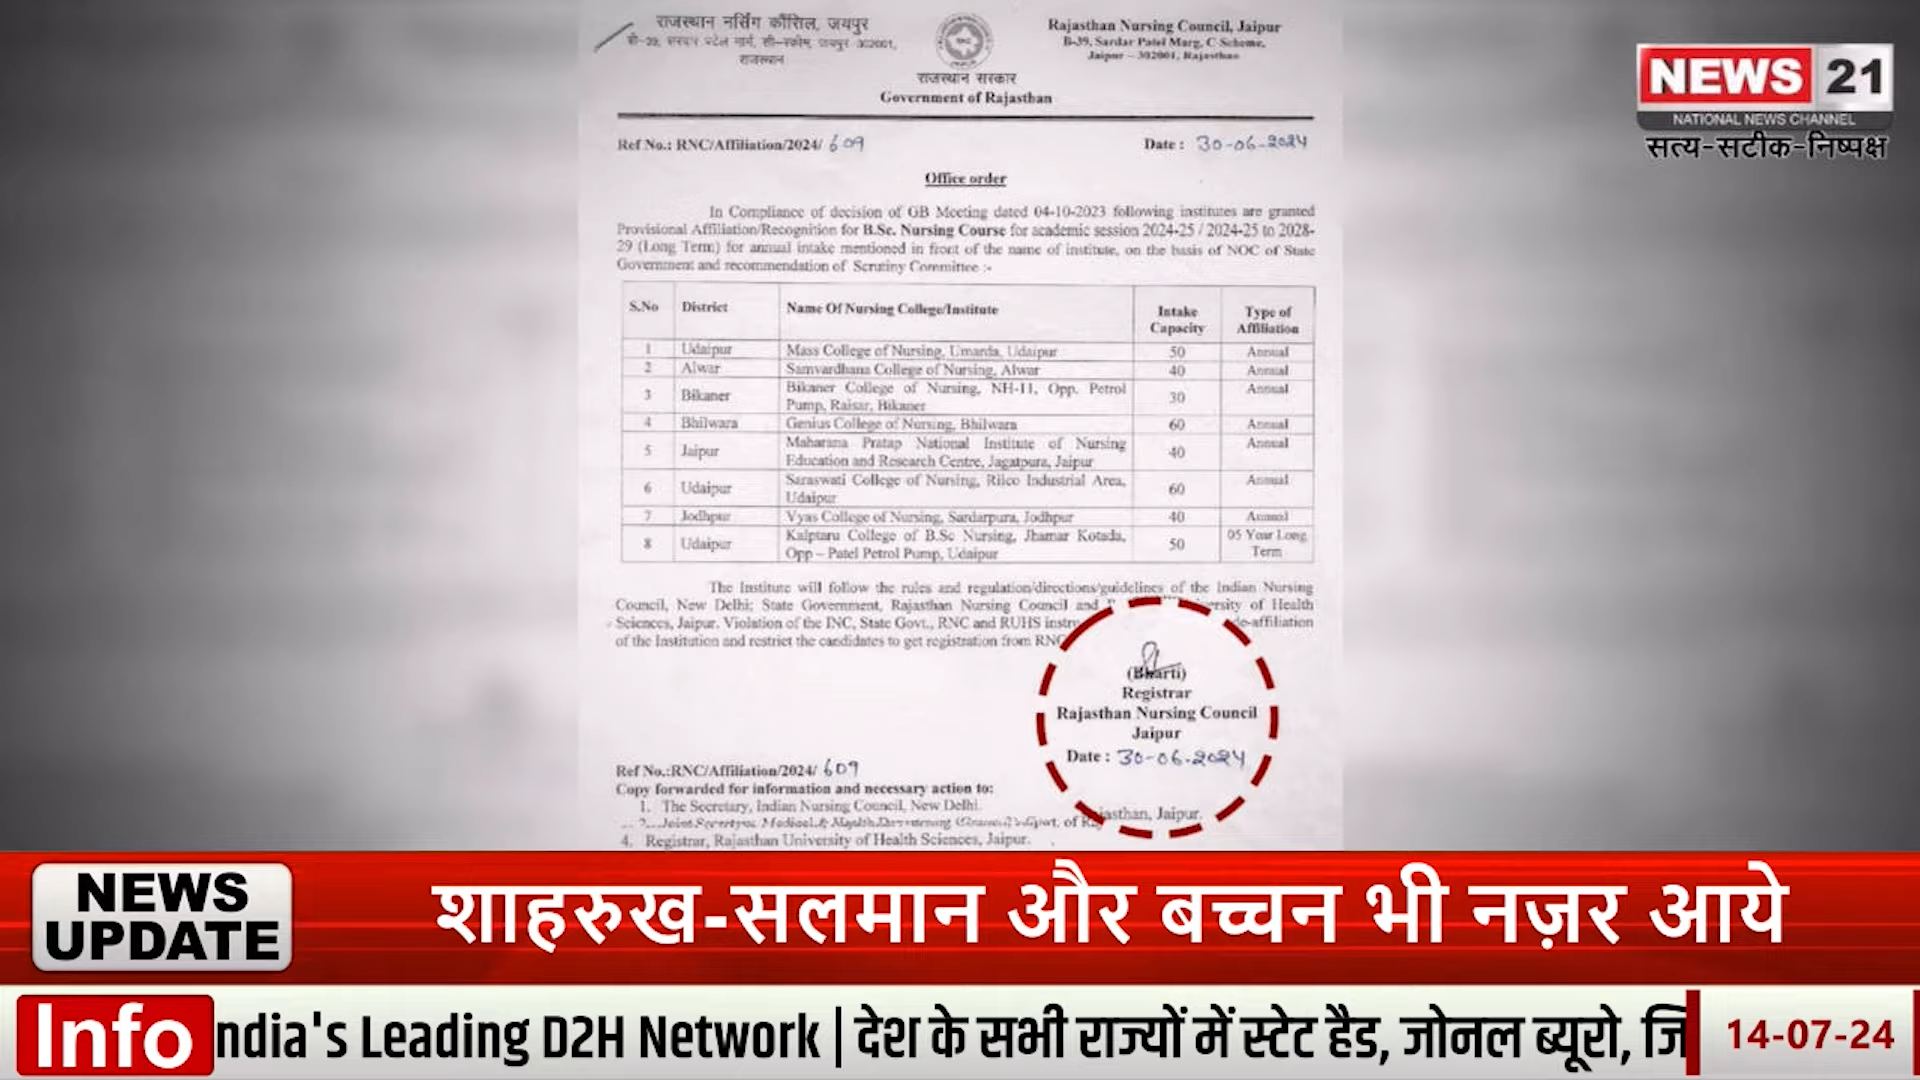 राजस्थान नर्सिंग कौंसिल, जयपुर
बी-39, सरदार पटेल मार्ग, सी-स्कीम, जयपुर 302001,
राजस्थान
Rajasthan Nursing Council, Jaipur
B-39, Sardar Patel Marg, C-Scheme,
Jaipur – 302001, Rajasthan
राजस्थान सरकार
Government of Rajasthan
Ref No.: RNC/Affiliation/2024/ 609 Date : 30-06-2024
Office order
In Compliance of decision of GB Meeting dated 04-10-2023 following institutes are granted
Provisional Affiliation/Recognition for B.Sc. Nursing Course for academic session 2024-25 / 2024-25 to 2028-
29 (Long Term) for annual intake mentioned in front of the name of institute, on the basis of NOC of State
Government and recommendation of Scrutiny Committee :-
S.No District Name Of Nursing College/Institute Intake Capacity Type of Affiliation
1 Udaipur Mass College of Nursing, Umarda, Udaipur 50 Annual
2 Alwar Samvardhana College of Nursing, Alwar 40 Annual
3 Bikaner Bikaner College of Nursing, NH-11, Opp. Petrol Pump, Raisar, Bikaner 30 Annual
4 Bhilwara Genius College of Nursing, Bhilwara 60 Annual
5 Jaipur Maharana Pratap National Institute of Nursing Education and Research Centre, Jagatpura, Jaipur 40 Annual
6 Udaipur Saraswati College of Nursing, Riico Industrial Area, Udaipur 60 Annual
7 Jodhpur Vyas College of Nursing, Sardarpura, Jodhpur 40 Annual
8 Udaipur Kalptaru College of B.Sc Nursing, Jhamar Kotada, Opp – Patel Petrol Pump, Udaipur 50 05 Year Long Term
The Institute will follow the rules and regulation/directions/guidelines of the Indian Nursing
Council, New Delhi; State Government, Rajasthan Nursing Council and ersity of Health
Sciences, Jaipur. Violation of the INC, State Govt., RNC and RUHS instru de-affiliation
of the Institution and restrict the candidates to get registration from RNC
(Bharti)
Registrar
Rajasthan Nursing Council
Jaipur
Date : 30-06-2024
Ref No.:RNC/Affiliation/2024/ 609
Copy forwarded for information and necessary action to:
1. The Secretary, Indian Nursing Council, New Delhi.
of Rajasthan, Jaipur.
4. Registrar, Rajasthan University of Health Sciences, Jaipur.
NEWS 21
NATIONAL NEWS CHANNEL
सत्य-सटीक-निष्पक्ष
NEWS UPDATE
शाहरुख-सलमान और बच्चन भी नज़र आये
Info ndia's Leading D2H Network | देश के सभी राज्यों में स्टेट हैड, जोनल ब्यूरो, जि 14-07-24